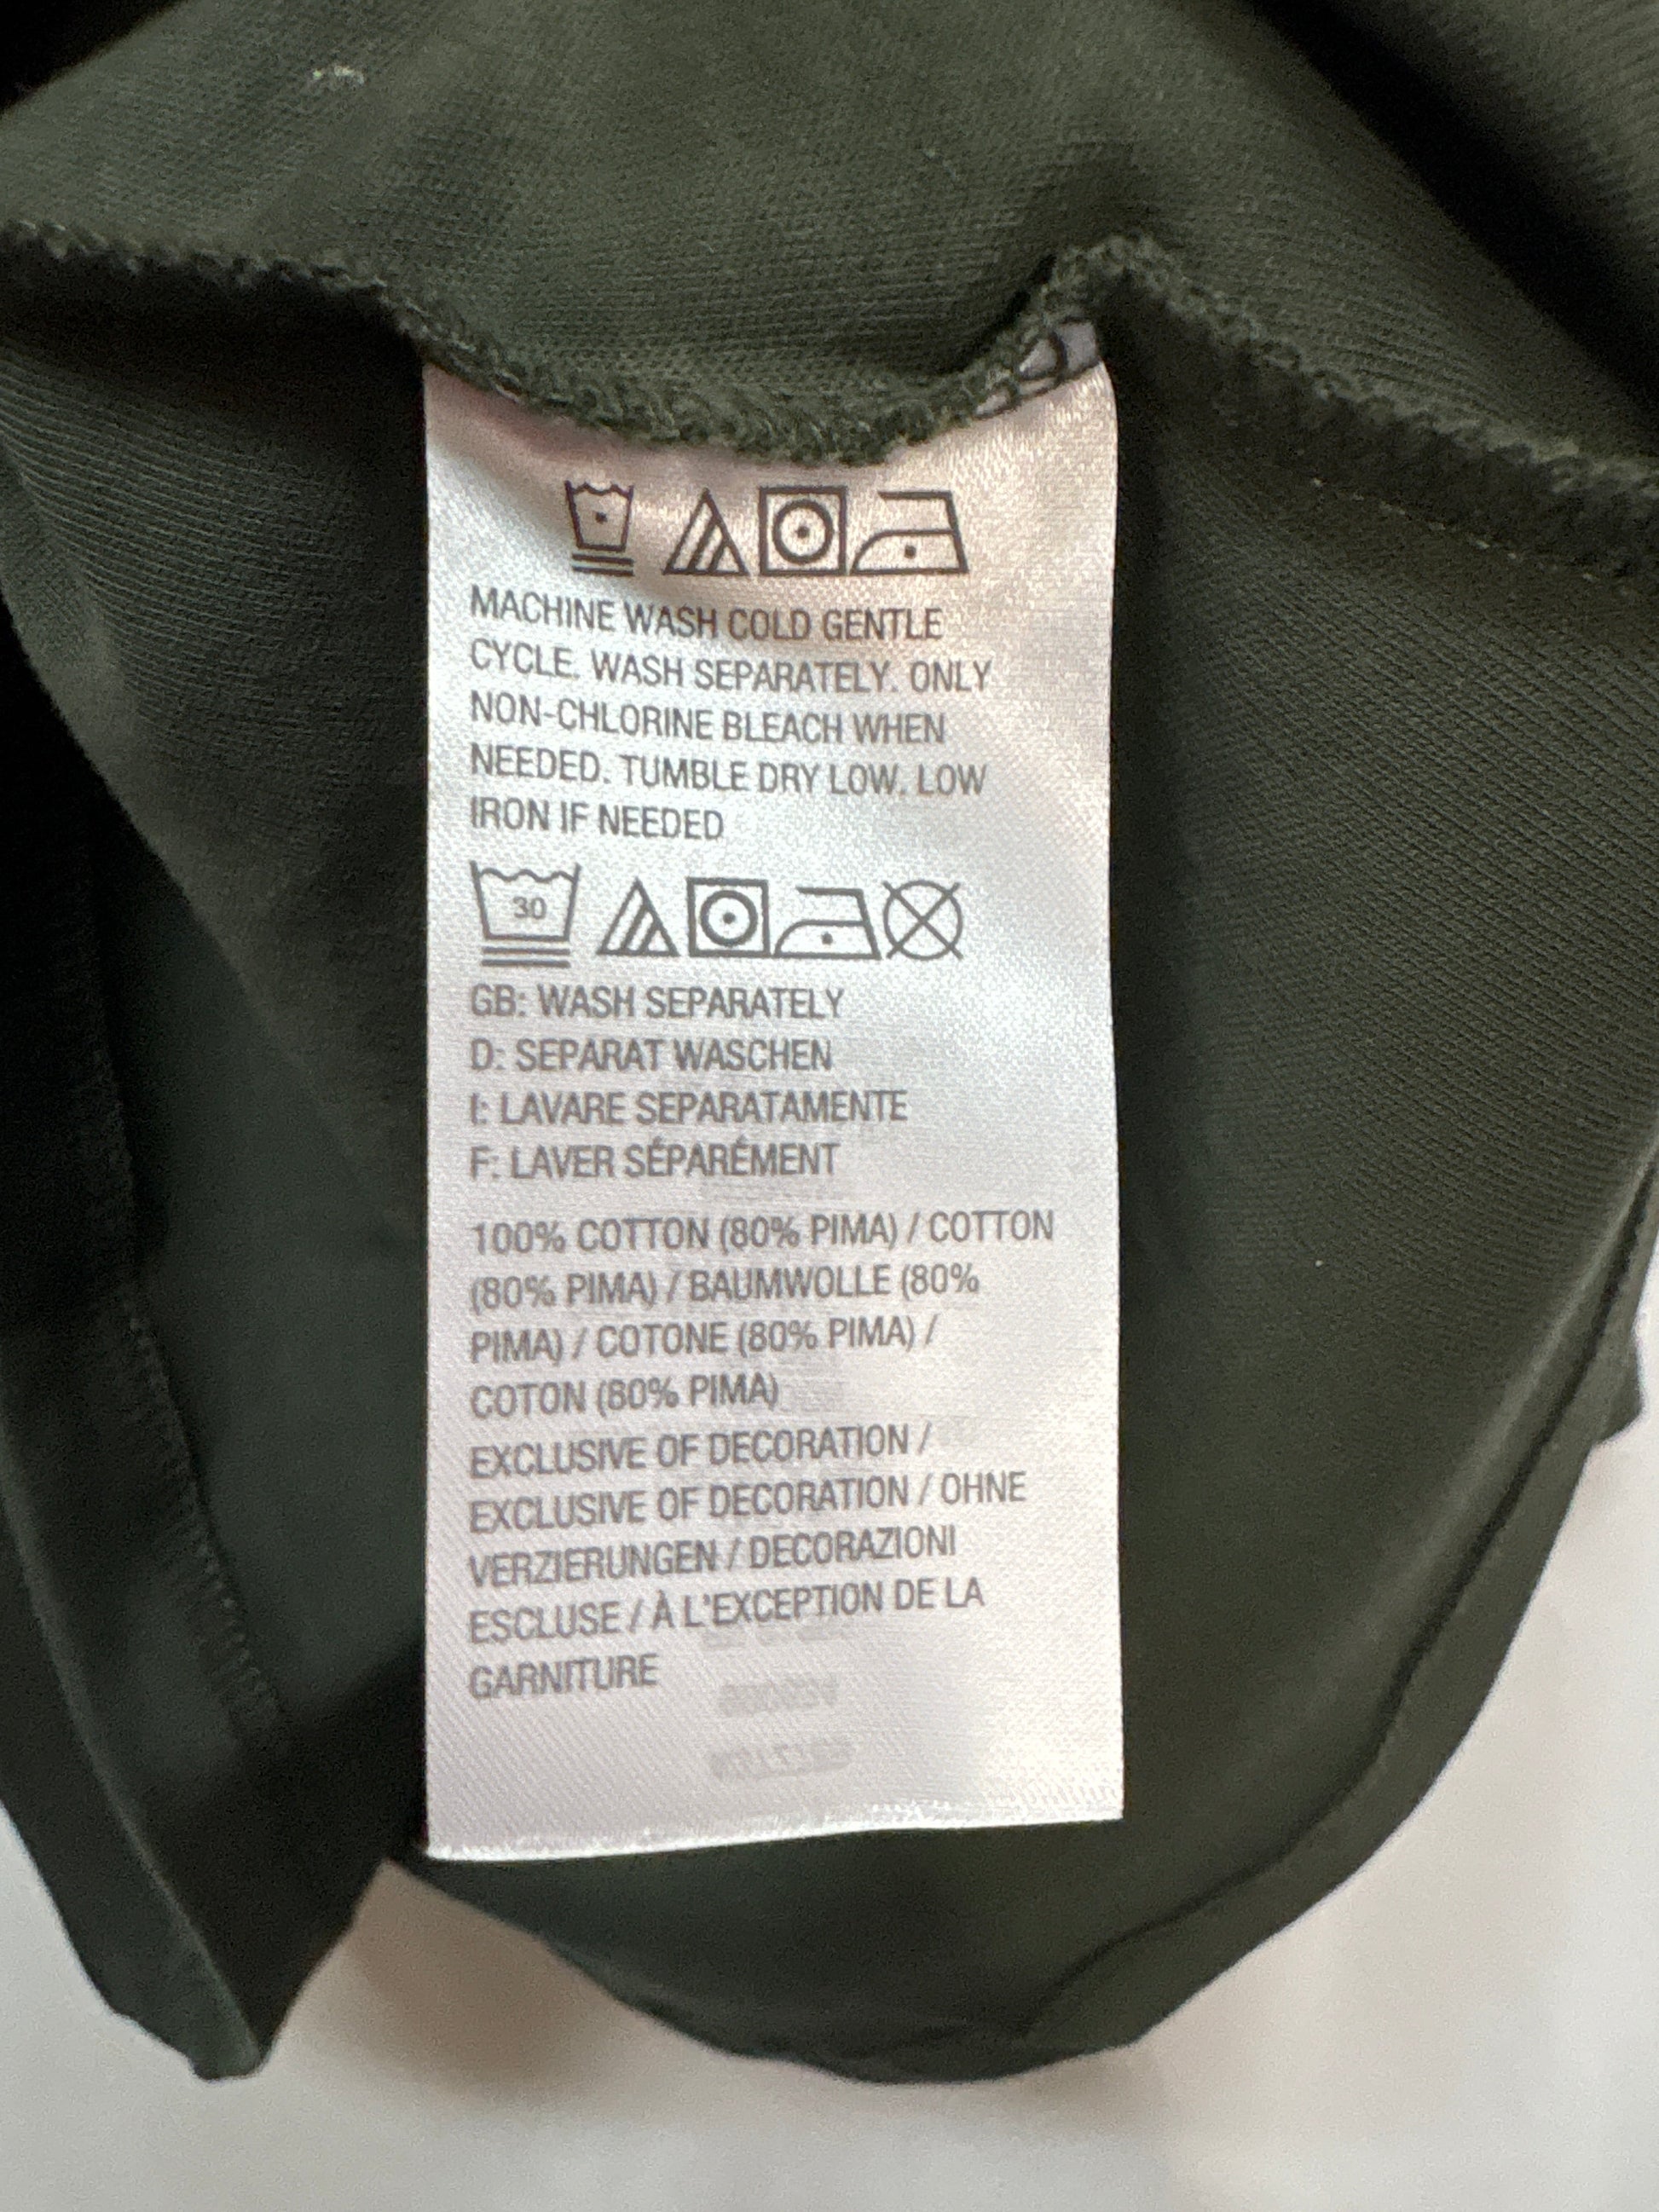 MACHINE WASH COLD GENTLE
CYCLE. WASH SEPARATELY. ONLY
NON-CHLORINE BLEACH WHEN
NEEDED. TUMBLE DRY LOW. LOW
IRON IF NEEDED
30
GB: WASH SEPARATELY
D: SEPARAT WASCHEN
I: LAVARE SEPARATAMENTE
F: LAVER SÉPARÉMENT
100% COTTON (80% PIMA) / COTTON
(80% PIMA) / BAUMWOLLE (80%
PIMA) / COTONE (80% PIMA) /
COTON (80% PIMA)
EXCLUSIVE OF DECORATION /
EXCLUSIVE OF DECORATION / OHNE
VERZIERUNGEN / DECORAZIONI
ESCLUSE / À L'EXCEPTION DE LA
GARNITURE